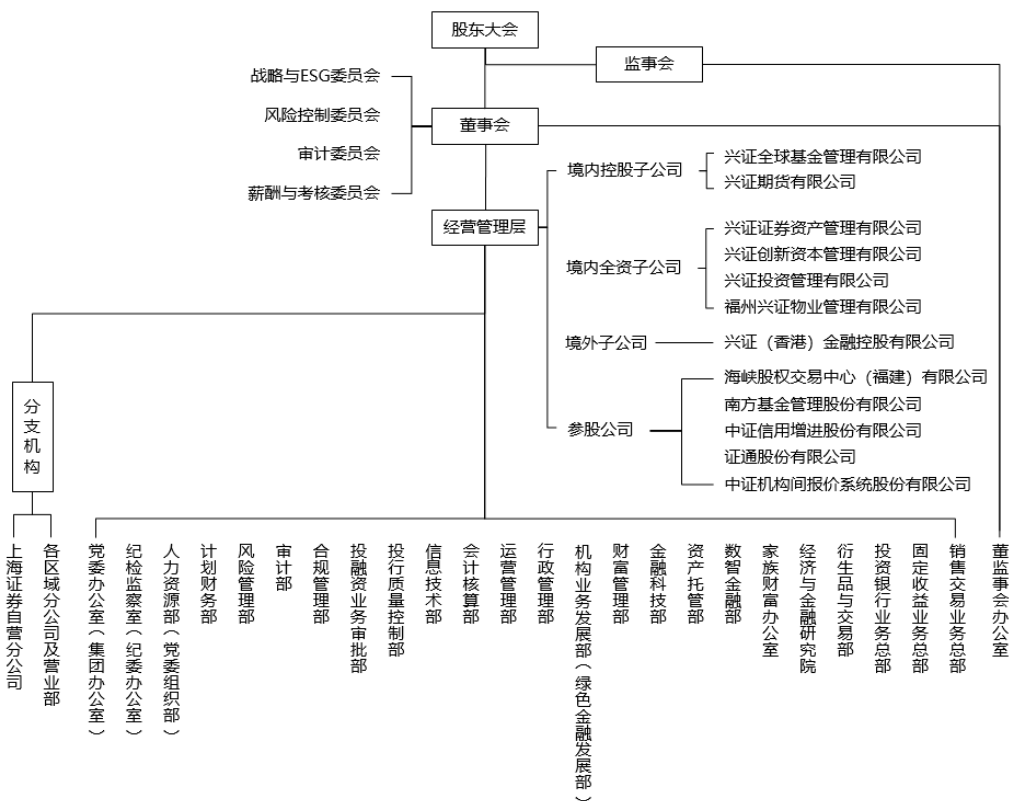 股东大会
监事会
战略与ESG委员会
风险控制委员会
审计委员会
薪酬与考核委员会
董事会
经营管理层
境内控股子公司
兴证全球基金管理有限公司
兴证期货有限公司
境内全资子公司
兴证证券资产管理有限公司
兴证创新资本管理有限公司
兴证投资管理有限公司
福州兴证物业管理有限公司
境外子公司
兴证（香港）金融控股有限公司
参股公司
海峡股权交易中心（福建）有限公司
南方基金管理股份有限公司
中证信用增进股份有限公司
证通股份有限公司
中证机构间报价系统股份有限公司
分支机构
上海证券自营分公司
各区域分公司及营业部
党委办公室（集团办公室）
纪检监察室（纪委办公室）
人力资源部（党委组织部）
计划财务部
风险管理部
审计部
合规管理部
投融资业务审批部
投行质量控制部
信息技术部
会计核算部
运营管理部
行政管理部
机构业务发展部（绿色金融发展部）
财富管理部
金融科技部
资产托管部
数智金融部
家族财富办公室
经济与金融研究院
衍生品与交易部
投资银行业务总部
固定收益业务总部
销售交易业务总部
董监事会办公室